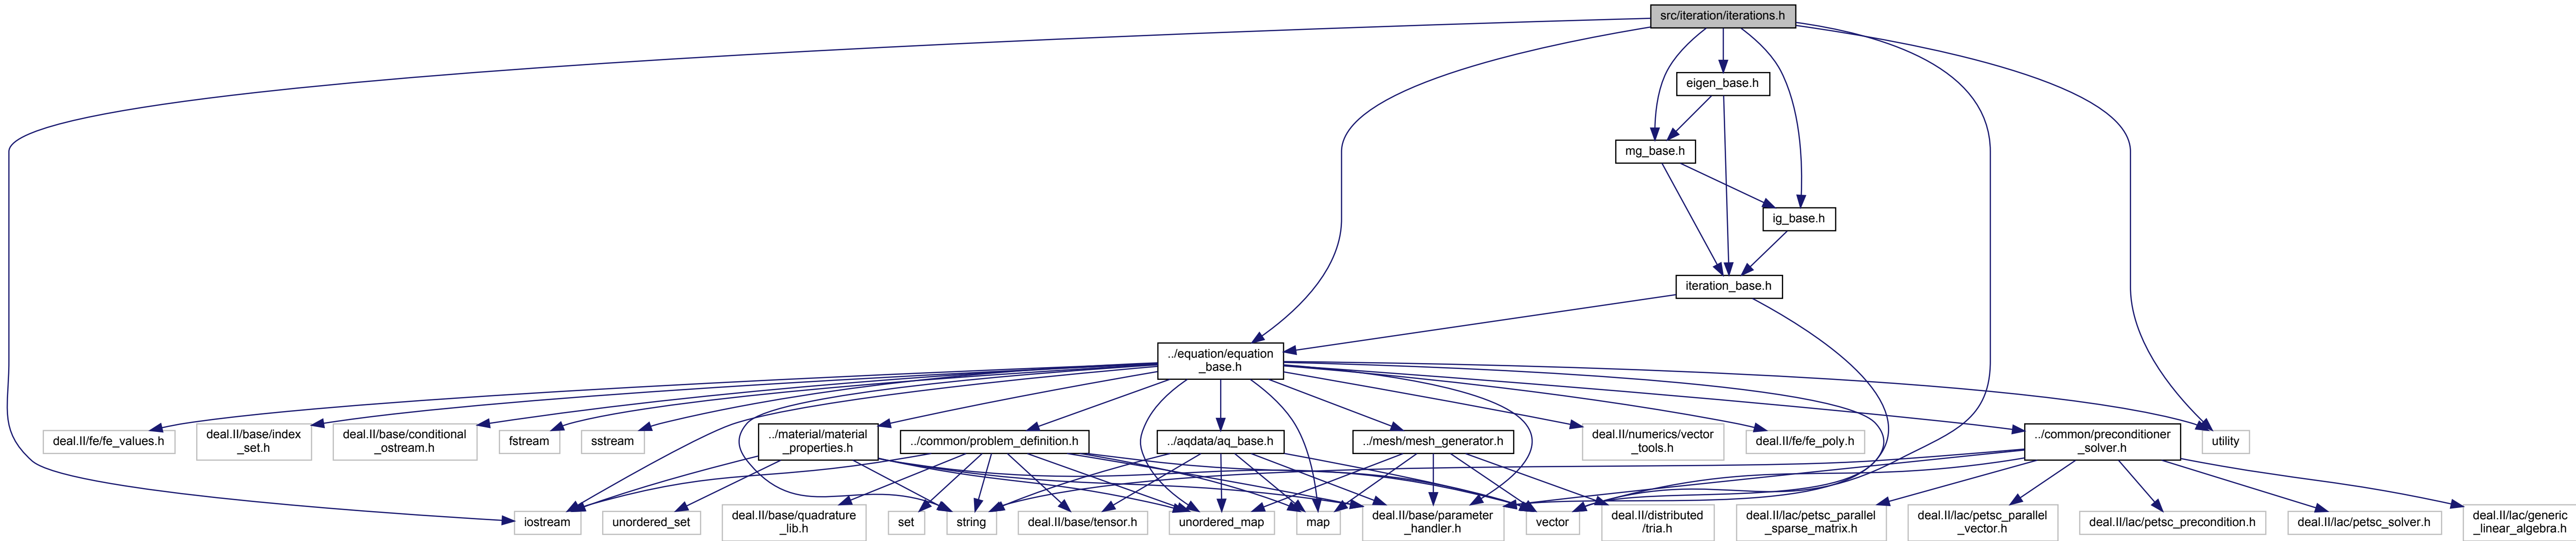 src/iteration/iterations.h
eigen_base.h
mg_base.h
ig_base.h
iteration_base.h
../equation/equation
_base.h
deal.II/fe/fe_values.h
deal.II/base/index
_set.h
deal.II/base/conditional
_ostream.h
fstream
sstream
../material/material
_properties.h
../common/problem_definition.h
../aqdata/aq_base.h
../mesh/mesh_generator.h
deal.II/numerics/vector
_tools.h
deal.II/fe/fe_poly.h
../common/preconditioner
_solver.h
utility
iostream
unordered_set
deal.II/base/quadrature
_lib.h
set
string
deal.II/base/tensor.h
unordered_map
map
deal.II/base/parameter
_handler.h
vector
deal.II/distributed
/tria.h
deal.II/lac/petsc_parallel
_sparse_matrix.h
deal.II/lac/petsc_parallel
_vector.h
deal.II/lac/petsc_precondition.h
deal.II/lac/petsc_solver.h
deal.II/lac/generic
_linear_algebra.h